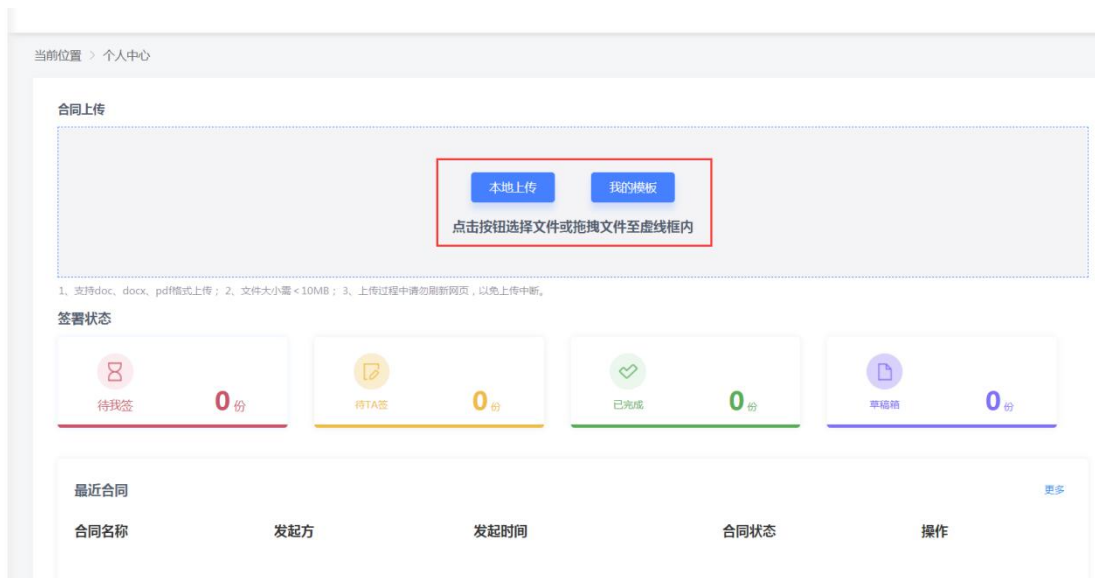 当前位置 > 个人中心
合同上传
本地上传 我的模板
点击按钮选择文件或拖拽文件至虚线框内
1、支持doc、docx、pdf格式上传； 2、文件大小需 < 10MB； 3、上传过程中请勿刷新网页，以免上传中断。
签署状态
待我签 0 份 待TA签 0 份 已完成 0 份 草稿箱 0 份
最近合同 更多
合同名称 发起方 发起时间 合同状态 操作